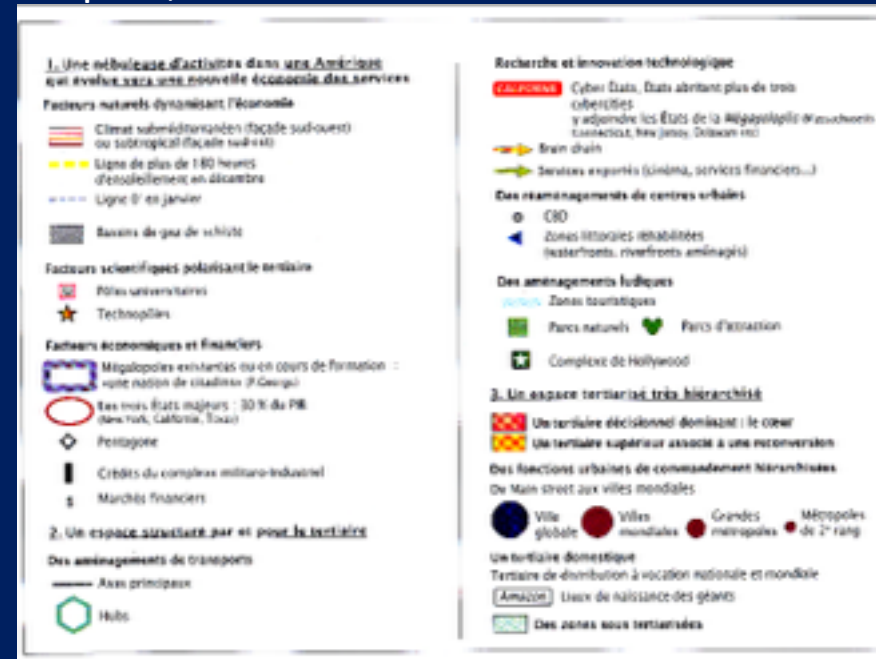 1. Une nébuleuse d'activités dans une Amérique
qui évolue vers une nouvelle économie des services
Facteurs naturels dynamisant l'économie
Climat subméditerranéen (façade sud-ouest)
ou subtropical (façade sud-est)
Ligne de plus de 180 heures
d'ensoleillement en décembre
Ligne 0° en janvier
Bassins de gaz de schiste
Facteurs scientifiques polarisant le tertiaire
Pôles universitaires
Technopôles
Facteurs économiques et financiers
Mégalopoles existantes ou en cours de formation :
«une nation de citadins» (P.George)
Les trois États majeurs : 30 % du PIB
(New York, Californie, Texas)
Pentagone
Crédits du complexe militaro-industriel
$ Marchés financiers
2. Un espace structuré par et pour le tertiaire
Des aménagements de transports
Axes principaux
Hubs
Recherche et innovation technologique
CALIFORNIE Cyber États, États abritant plus de trois
cybercities
y adjoindre les États de la Mégalopolis (Massachusetts
Connecticut, New Jersey, Delaware etc)
Brain drain
Services exportés (cinéma, services financiers...)
Des réaménagements de centres urbains
CBD
Zones littorales réhabilitées
(waterfronts, riverfronts aménagés)
Des aménagements ludiques
Zones touristiques
Parcs naturels Parcs d'attraction
Complexe de Hollywood
3. Un espace tertiarisé très hiérarchisé
Un tertiaire décisionnel dominant : le cœur
Un tertiaire supérieur associé à une reconversion
Des fonctions urbaines de commandement hiérarchisées
De Main street aux villes mondiales
Ville Villes Grandes Métropoles
globale mondiales métropoles de 2e rang
Un tertiaire domestique
Tertiaire de distribution à vocation nationale et mondiale
Amazon Lieux de naissance des géants
Des zones sous tertiarisées